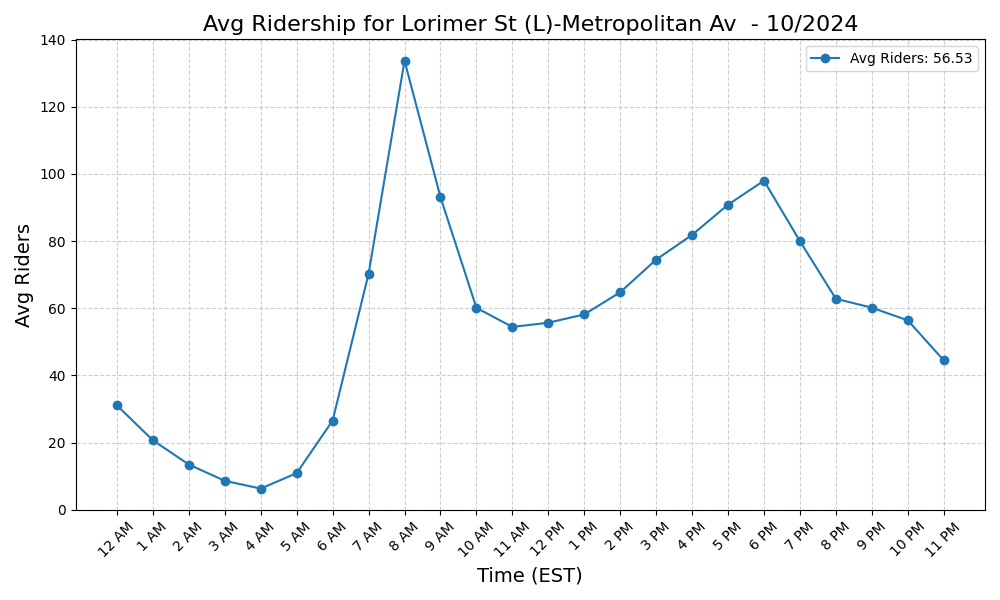 Avg Ridership for Lorimer St (L)-Metropolitan Av  - 10/2024
Avg Riders: 56.53
Avg Riders
140
120
100
80
60
40
20
0
12 AM
1 AM
2 AM
3 AM
4 AM
5 AM
6 AM
7 AM
8 AM
9 AM
10 AM
11 AM
12 PM
1 PM
2 PM
3 PM
4 PM
5 PM
6 PM
7 PM
8 PM
9 PM
10 PM
11 PM
Time (EST)